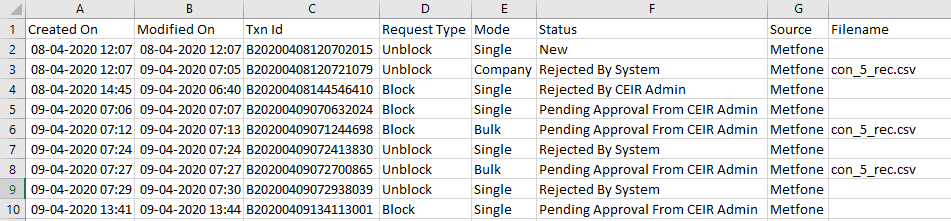 A B C D E F G H
1 Created On Modified On Txn Id Request Type Mode Status Source Filename
2 08-04-2020 12:07 08-04-2020 12:07 B20200408120702015 Unblock Single New Metfone
3 08-04-2020 12:07 09-04-2020 07:05 B20200408120721079 Unblock Company Rejected By System Metfone con_5_rec.csv
4 08-04-2020 14:45 09-04-2020 06:40 B20200408144546410 Block Single Rejected By CEIR Admin Metfone
5 09-04-2020 07:06 09-04-2020 07:07 B20200409070632024 Block Single Pending Approval From CEIR Admin Metfone
6 09-04-2020 07:12 09-04-2020 07:13 B20200409071244698 Block Bulk Pending Approval From CEIR Admin Metfone con_5_rec.csv
7 09-04-2020 07:24 09-04-2020 07:24 B20200409072413830 Unblock Single Rejected By System Metfone
8 09-04-2020 07:27 09-04-2020 07:27 B20200409072700865 Unblock Bulk Pending Approval From CEIR Admin Metfone con_5_rec.csv
9 09-04-2020 07:29 09-04-2020 07:30 B20200409072938039 Unblock Single Rejected By System Metfone
10 09-04-2020 13:41 09-04-2020 13:44 B20200409134113001 Block Single Pending Approval From CEIR Admin Metfone